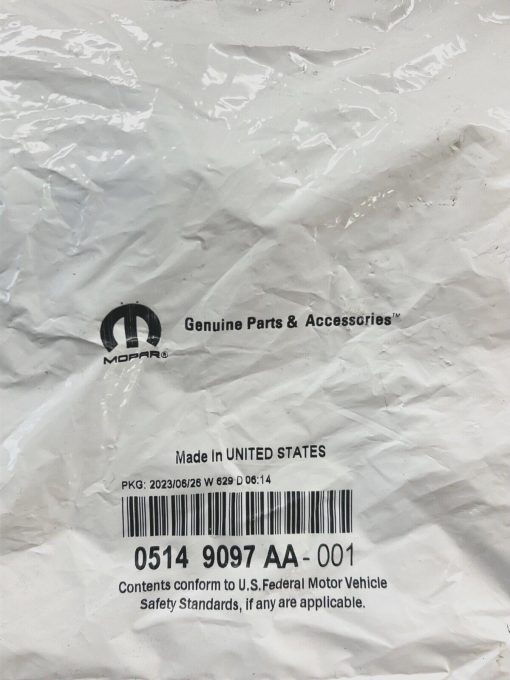 Genuine Parts & Accessories™
MOPAR®
Made In UNITED STATES
PKG: 2023/06/26 W 629 D 06:14
0514 9097 AA-001
Contents conform to U.S.Federal Motor Vehicle
Safety Standards, if any are applicable.